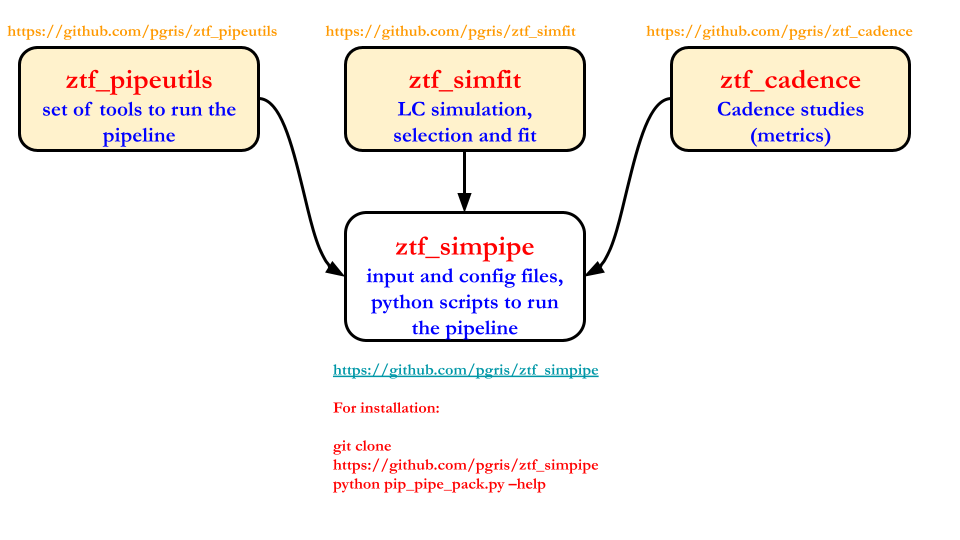 https://github.com/pgris/ztf_pipeutils
https://github.com/pgris/ztf_simfit
https://github.com/pgris/ztf_cadence
ztf_pipeutils
set of tools to run the
pipeline
ztf_simfit
LC simulation,
selection and fit
ztf_cadence
Cadence studies
(metrics)
ztf_simpipe
input and config files,
python scripts to run
the pipeline
https://github.com/pgris/ztf_simpipe
For installation:
git clone
https://github.com/pgris/ztf_simpipe
python pip_pipe_pack.py –help